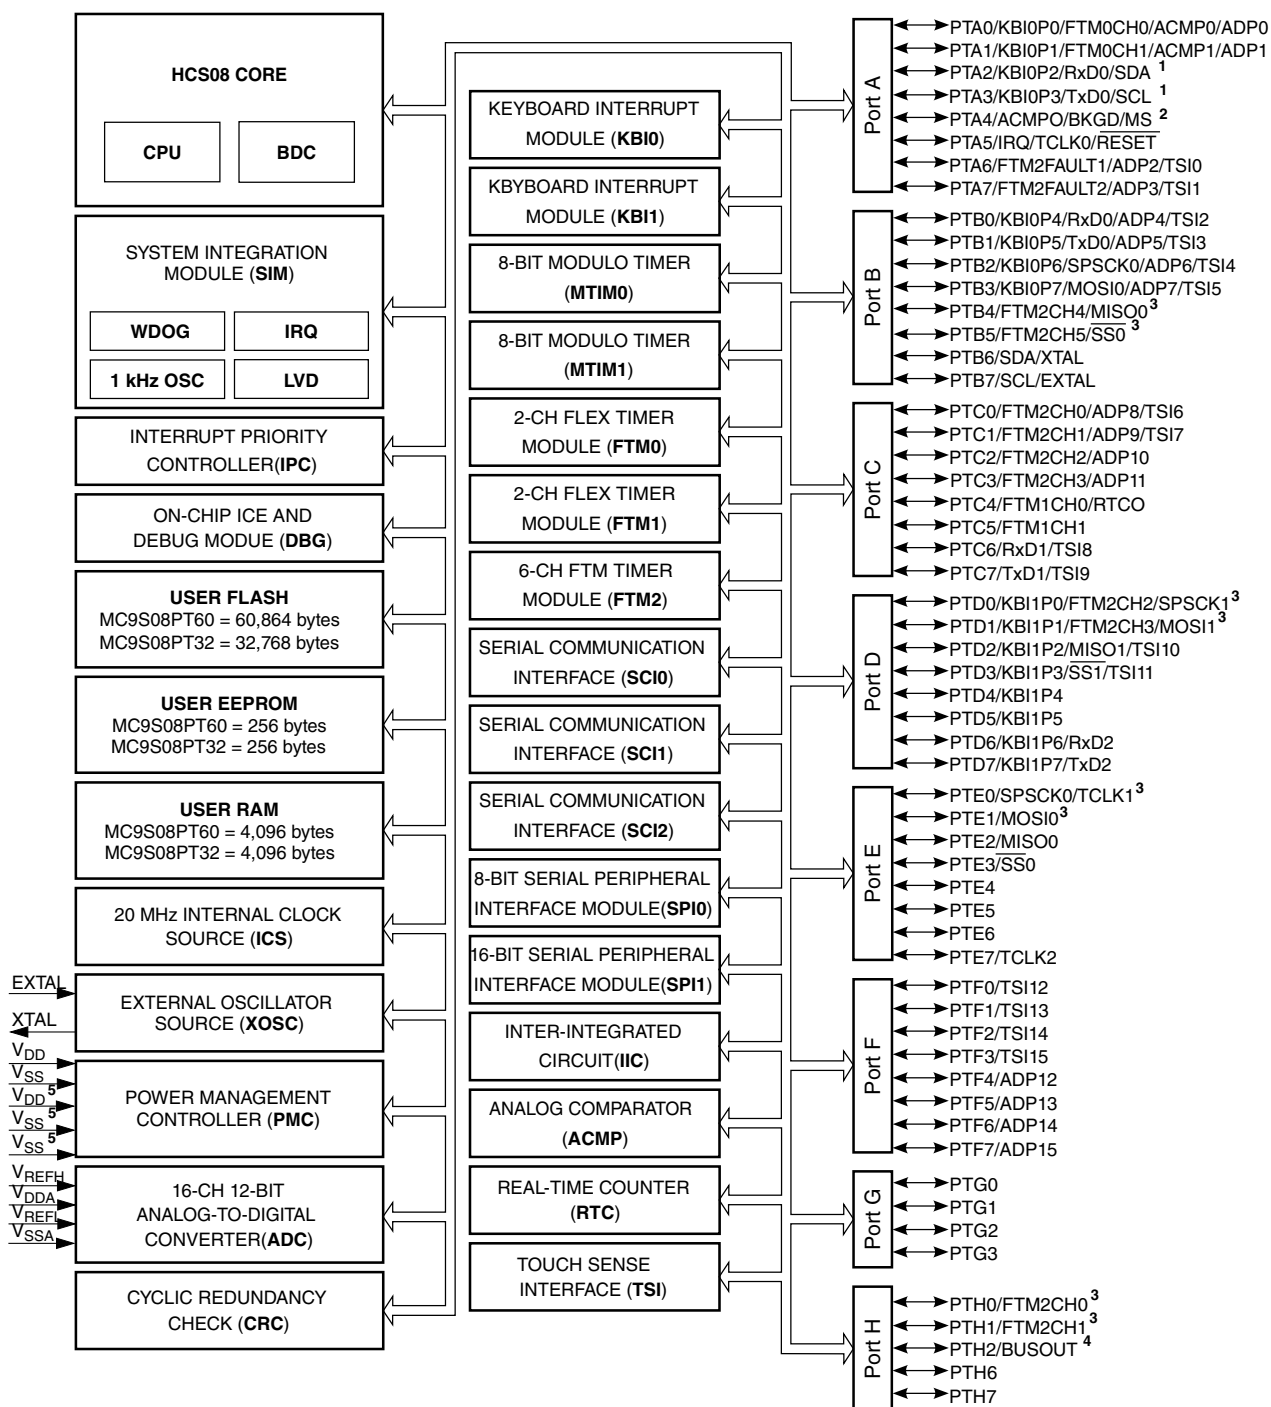 HCS08 CORE
CPU
BDC
SYSTEM INTEGRATION
MODULE (SIM)
WDOG
IRQ
1 kHz OSC
LVD
INTERRUPT PRIORITY
CONTROLLER(IPC)
ON-CHIP ICE AND
DEBUG MODUE (DBG)
USER FLASH
MC9S08PT60 = 60,864 bytes
MC9S08PT32 = 32,768 bytes
USER EEPROM
MC9S08PT60 = 256 bytes
MC9S08PT32 = 256 bytes
USER RAM
MC9S08PT60 = 4,096 bytes
MC9S08PT32 = 4,096 bytes
20 MHz INTERNAL CLOCK
SOURCE (ICS)
EXTAL
XTAL
EXTERNAL OSCILLATOR
SOURCE (XOSC)
VDD
VSS
VDD 5
VSS 5
VSS 5
POWER MANAGEMENT
CONTROLLER (PMC)
VREFH
VDDA
VREFL
VSSA
16-CH 12-BIT
ANALOG-TO-DIGITAL
CONVERTER(ADC)
CYCLIC REDUNDANCY
CHECK (CRC)
KEYBOARD INTERRUPT
MODULE (KBI0)
KBYBOARD INTERRUPT
MODULE (KBI1)
8-BIT MODULO TIMER
(MTIM0)
8-BIT MODULO TIMER
(MTIM1)
2-CH FLEX TIMER
MODULE (FTM0)
2-CH FLEX TIMER
MODULE (FTM1)
6-CH FTM TIMER
MODULE (FTM2)
SERIAL COMMUNICATION
INTERFACE (SCI0)
SERIAL COMMUNICATION
INTERFACE (SCI1)
SERIAL COMMUNICATION
INTERFACE (SCI2)
8-BIT SERIAL PERIPHERAL
INTERFACE MODULE(SPI0)
16-BIT SERIAL PERIPHERAL
INTERFACE MODULE(SPI1)
INTER-INTEGRATED
CIRCUIT(IIC)
ANALOG COMPARATOR
(ACMP)
REAL-TIME COUNTER
(RTC)
TOUCH SENSE
INTERFACE (TSI)
Port A
PTA0/KBI0P0/FTM0CH0/ACMP0/ADP0
PTA1/KBI0P1/FTM0CH1/ACMP1/ADP1
PTA2/KBI0P2/RxD0/SDA 1
PTA3/KBI0P3/TxD0/SCL 1
PTA4/ACMPO/BKGD/MS 2
PTA5/IRQ/TCLK0/RESET
PTA6/FTM2FAULT1/ADP2/TSI0
PTA7/FTM2FAULT2/ADP3/TSI1
Port B
PTB0/KBI0P4/RxD0/ADP4/TSI2
PTB1/KBI0P5/TxD0/ADP5/TSI3
PTB2/KBI0P6/SPSCK0/ADP6/TSI4
PTB3/KBI0P7/MOSI0/ADP7/TSI5
PTB4/FTM2CH4/MISO0 3
PTB5/FTM2CH5/SS0 3
PTB6/SDA/XTAL
PTB7/SCL/EXTAL
Port C
PTC0/FTM2CH0/ADP8/TSI6
PTC1/FTM2CH1/ADP9/TSI7
PTC2/FTM2CH2/ADP10
PTC3/FTM2CH3/ADP11
PTC4/FTM1CH0/RTCO
PTC5/FTM1CH1
PTC6/RxD1/TSI8
PTC7/TxD1/TSI9
Port D
PTD0/KBI1P0/FTM2CH2/SPSCK1 3
PTD1/KBI1P1/FTM2CH3/MOSI1 3
PTD2/KBI1P2/MISO1/TSI10
PTD3/KBI1P3/SS1/TSI11
PTD4/KBI1P4
PTD5/KBI1P5
PTD6/KBI1P6/RxD2
PTD7/KBI1P7/TxD2
Port E
PTE0/SPSCK0/TCLK1 3
PTE1/MOSI0 3
PTE2/MISO0
PTE3/SS0
PTE4
PTE5
PTE6
PTE7/TCLK2
Port F
PTF0/TSI12
PTF1/TSI13
PTF2/TSI14
PTF3/TSI15
PTF4/ADP12
PTF5/ADP13
PTF6/ADP14
PTF7/ADP15
Port G
PTG0
PTG1
PTG2
PTG3
Port H
PTH0/FTM2CH0 3
PTH1/FTM2CH1 3
PTH2/BUSOUT 4
PTH6
PTH7